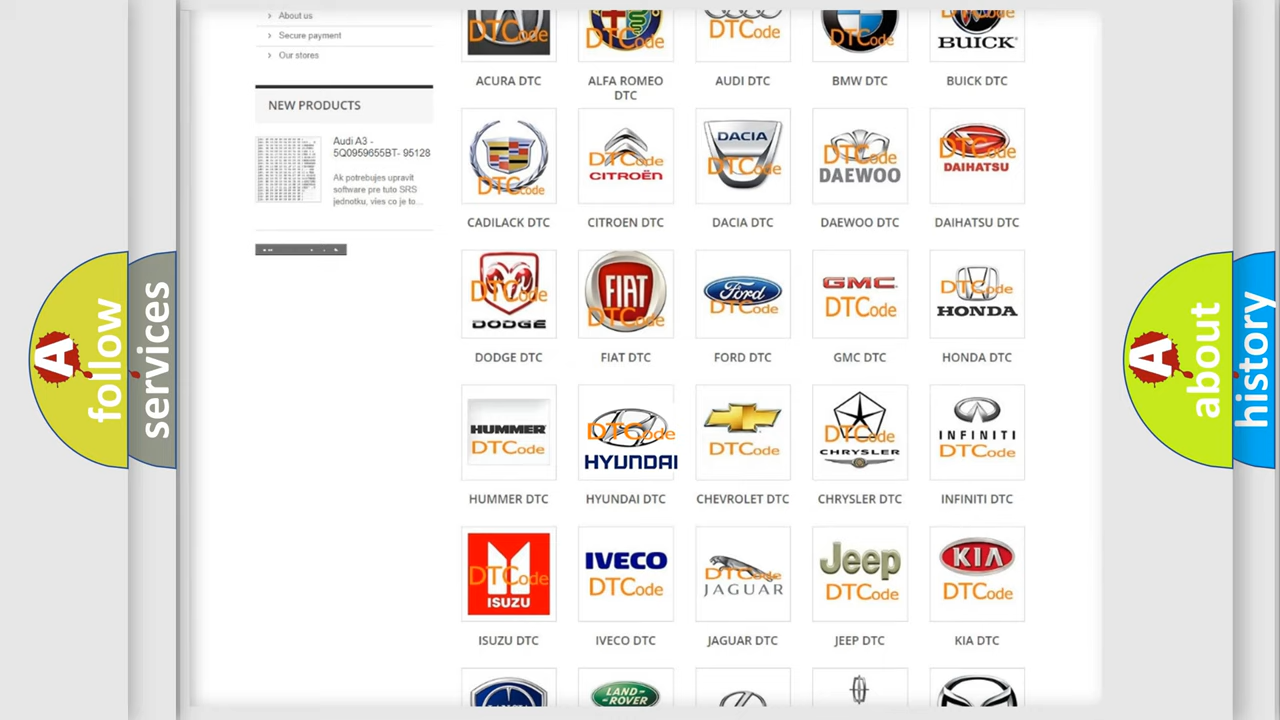 About us
Secure payment
Our stores
NEW PRODUCTS
Audi A3 -
5Q0959655BT- 95128
Ak potrebujes upravit
software pre tuto SRS
jednotku, vies co je to...
DTCode
DTCode
DTCode
DTCode
BUICK
ACURA DTC
ALFA ROMEO
DTC
AUDI DTC
BMW DTC
BUICK DTC
DTCode
DTCode
CITROËN
DACIA
DTCode
DTCode
DAEWOO
DTCode
DAIHATSU
CADILACK DTC
CITROEN DTC
DACIA DTC
DAEWOO DTC
DAIHATSU DTC
DTCode
DODGE
FIAT
DTCode
Ford
DTCode
GMC
DTCode
DTCode
HONDA
DODGE DTC
FIAT DTC
FORD DTC
GMC DTC
HONDA DTC
HUMMER
DTCode
DTCode
HYUNDAI
DTCode
DTCode
CHRYSLER
INFINITI
DTCode
HUMMER DTC
HYUNDAI DTC
CHEVROLET DTC
CHRYSLER DTC
INFINITI DTC
DTCode
ISUZU
IVECO
DTCode
DTCode
JAGUAR
Jeep
DTCode
KIA
DTCode
ISUZU DTC
IVECO DTC
JAGUAR DTC
JEEP DTC
KIA DTC
LAND-
ROVER
A
follow
services
A
about
history